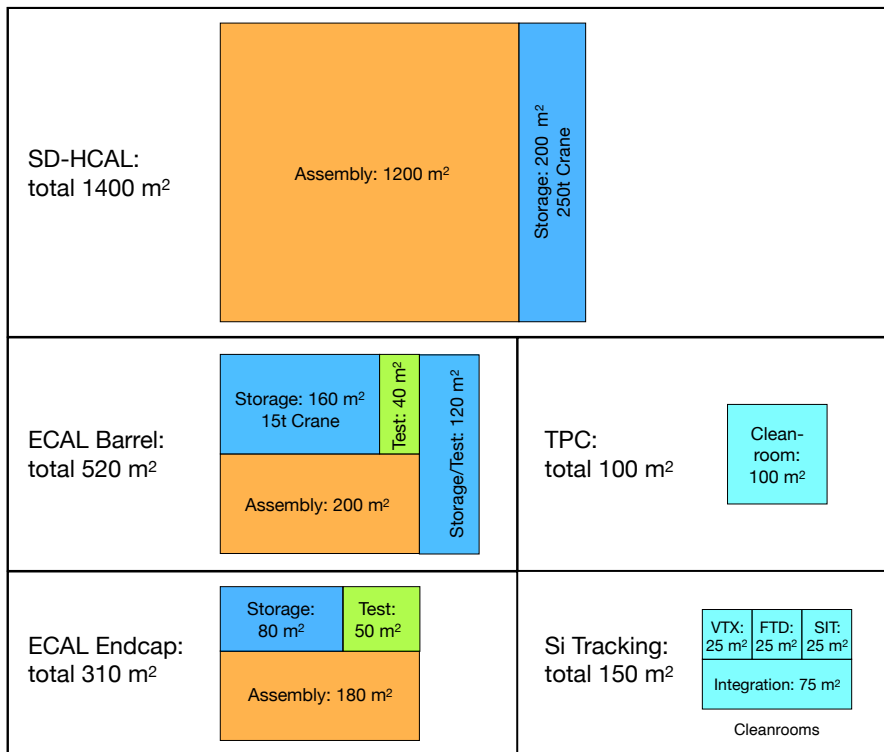 SD-HCAL:
total 1400 m²
Assembly: 1200 m²
Storage: 200 m²
250t Crane
ECAL Barrel:
total 520 m²
Storage: 160 m²
15t Crane
Test: 40 m²
Storage/Test: 120 m²
Assembly: 200 m²
TPC:
total 100 m²
Clean-
room:
100 m²
ECAL Endcap:
total 310 m²
Storage:
80 m²
Test:
50 m²
Assembly: 180 m²
Si Tracking:
total 150 m²
VTX:
25 m²
FTD:
25 m²
SIT:
25 m²
Integration: 75 m²
Cleanrooms